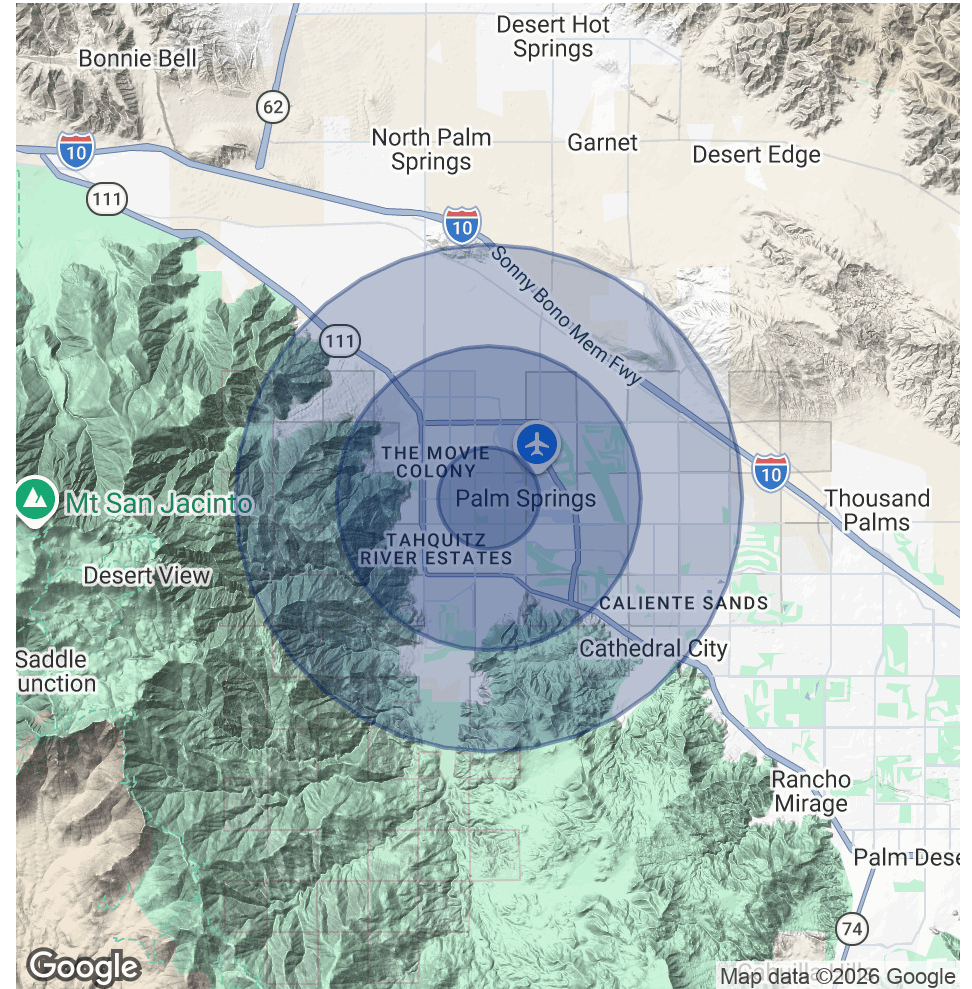 Desert Hot
Springs
Bonnie Bell
62
North Palm
Springs
Garnet
Desert Edge
10
111
10
Sonny Bono Mem Fwy
111
THE MOVIE
COLONY
Palm Springs
10
Mt San Jacinto
Thousand
Palms
TAHQUITZ
RIVER ESTATES
Desert View
CALIENTE SANDS
Cathedral City
Saddle
unction
Rancho
Mirage
Palm Dese
74
Google
Map data ©2026 Google